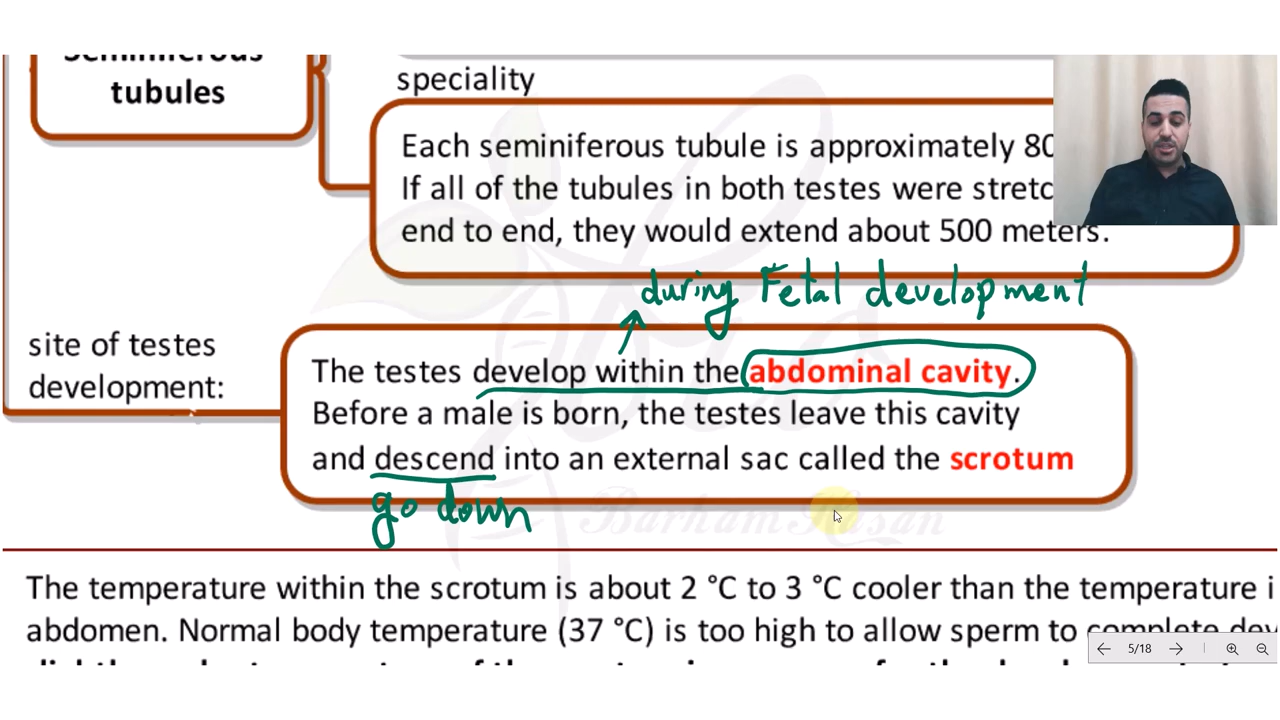 Seminiferous
tubules
speciality
Each seminiferous tubule is approximately 80
If all of the tubules in both testes were stretc
end to end, they would extend about 500 meters.
during Fetal development
site of testes
development:
The testes develop within the abdominal cavity.
Before a male is born, the testes leave this cavity
and descend into an external sac called the scrotum
go down
Barham Hasan
The temperature within the scrotum is about 2 °C to 3 °C cooler than the temperature i
abdomen. Normal body temperature (37 °C) is too high to allow sperm to complete dev
5/18